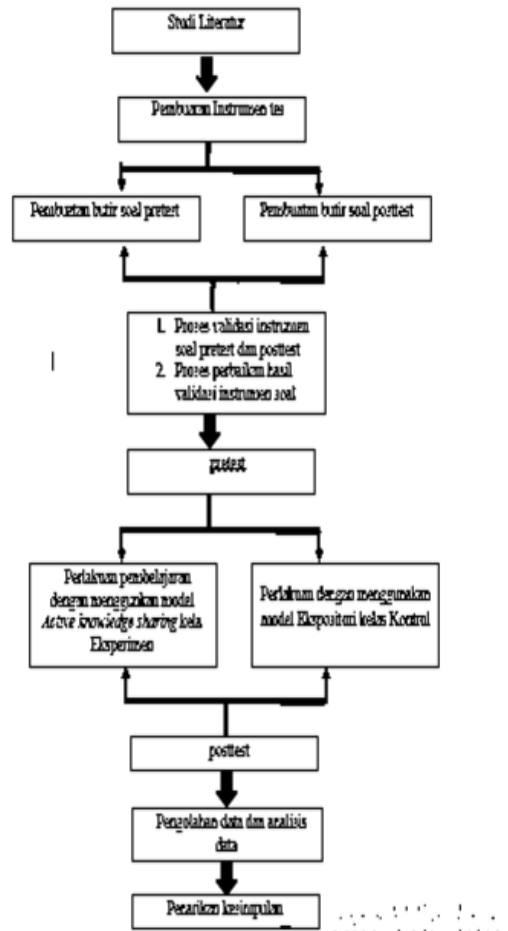 Studi Literatur
Pembuatan Instrumen tes
Pembuatan butir soal pretest
Pembuatan butir soal posttest
1. Proses validasi instrumen
soal pretest dan posttest
2. Proses perbaikan hasil
validasi instrumen soal
pretest
Perlakuan pembelajaran
dengan menggunkan model
Active knowledge sharing kela
Eksperimen
Perlakuan dengan menggunakan
model Ekspositori kelas Kontrol
posttest
Pengolahan data dan analisis
data
Penarikan kesimpulan